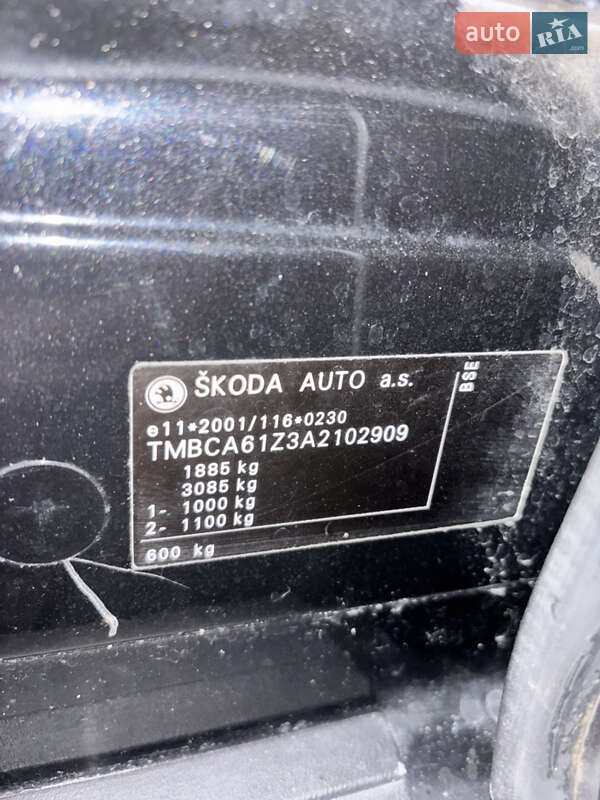 auto RIA
.com
ŠKODA AUTO a.s.
BSE
e11*2001/116*0230
TMBCA61Z3A2102909
1885 kg
3085 kg
1- 1000 kg
2- 1100 kg
600 kg